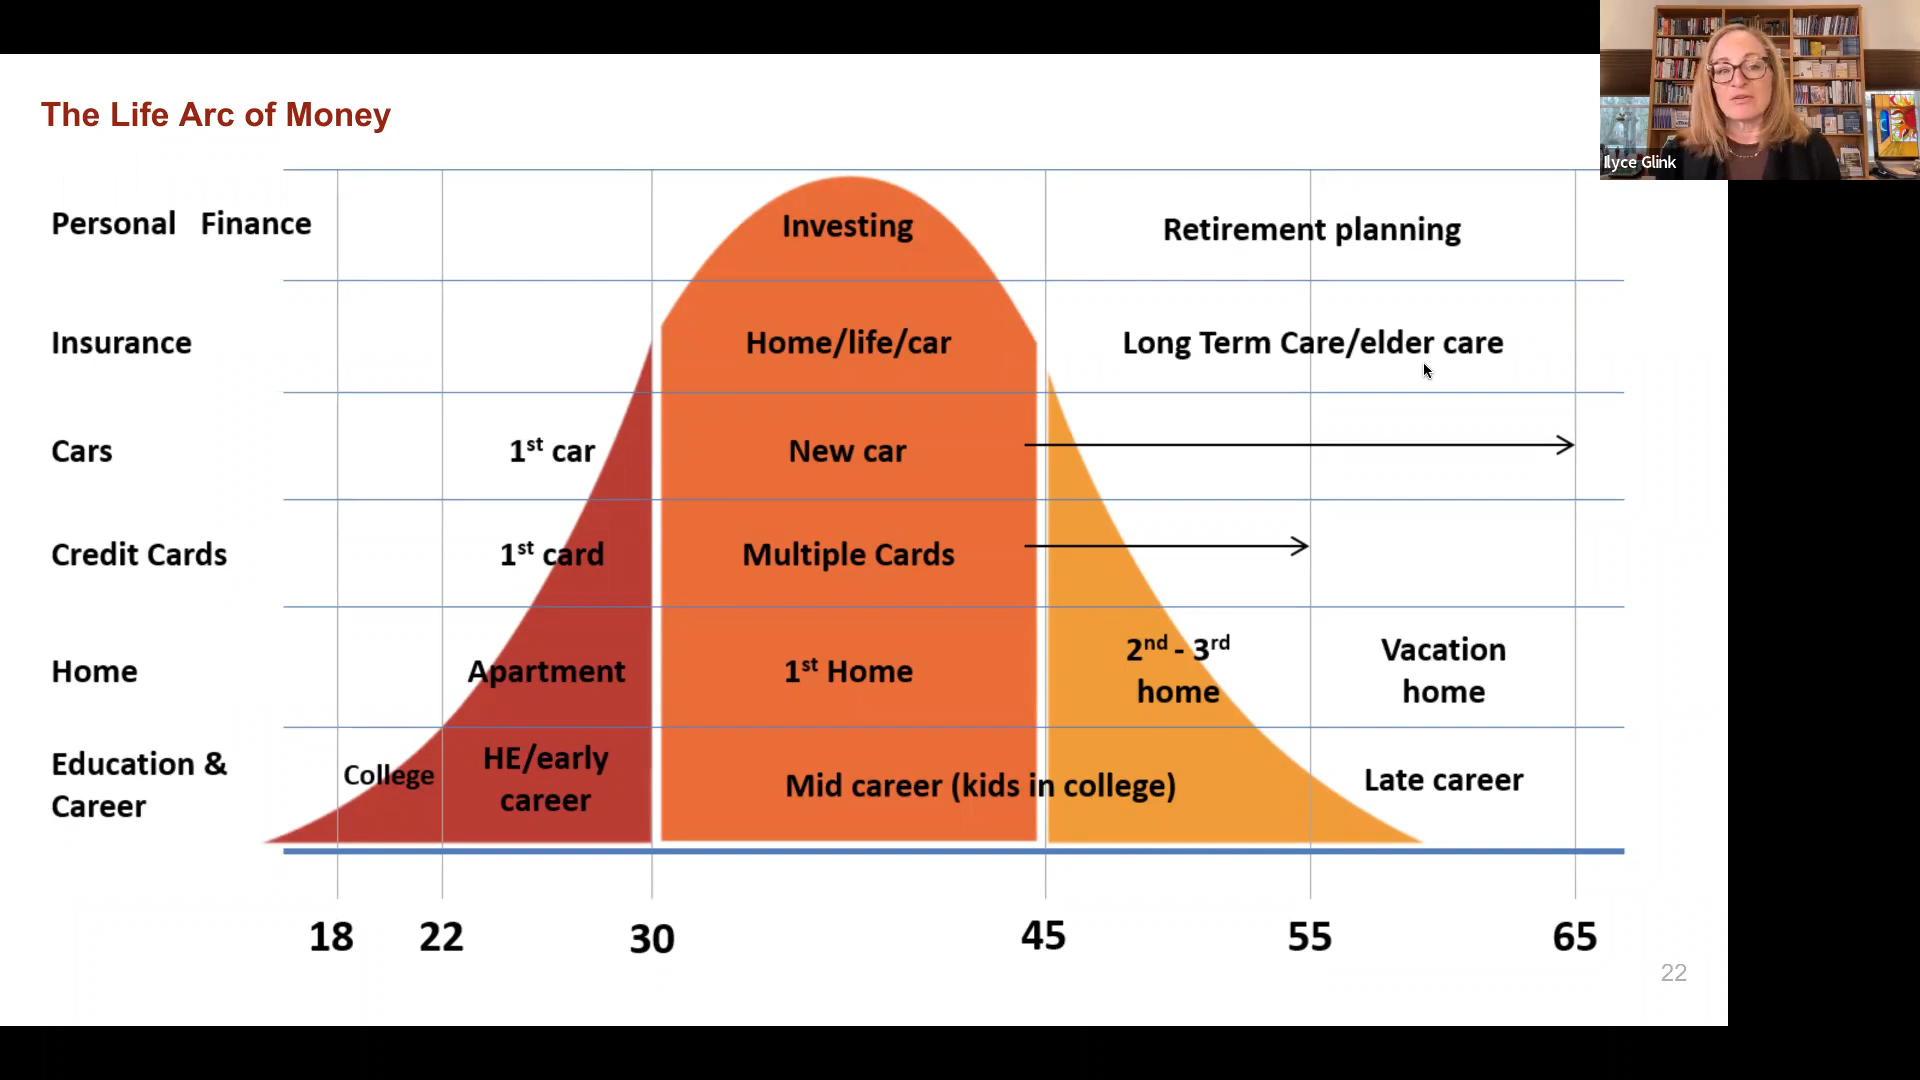 The Life Arc of Money
Ilyce Glink
Personal Finance
Investing
Retirement planning
Insurance
Home/life/car
Long Term Care/elder care
Cars
1st car
New car
Credit Cards
1st card
Multiple Cards
Home
Apartment
1st Home
2nd - 3rd
home
Vacation
home
Education &
Career
College
HE/early
career
Mid career (kids in college)
Late career
18
22
30
45
55
65
22